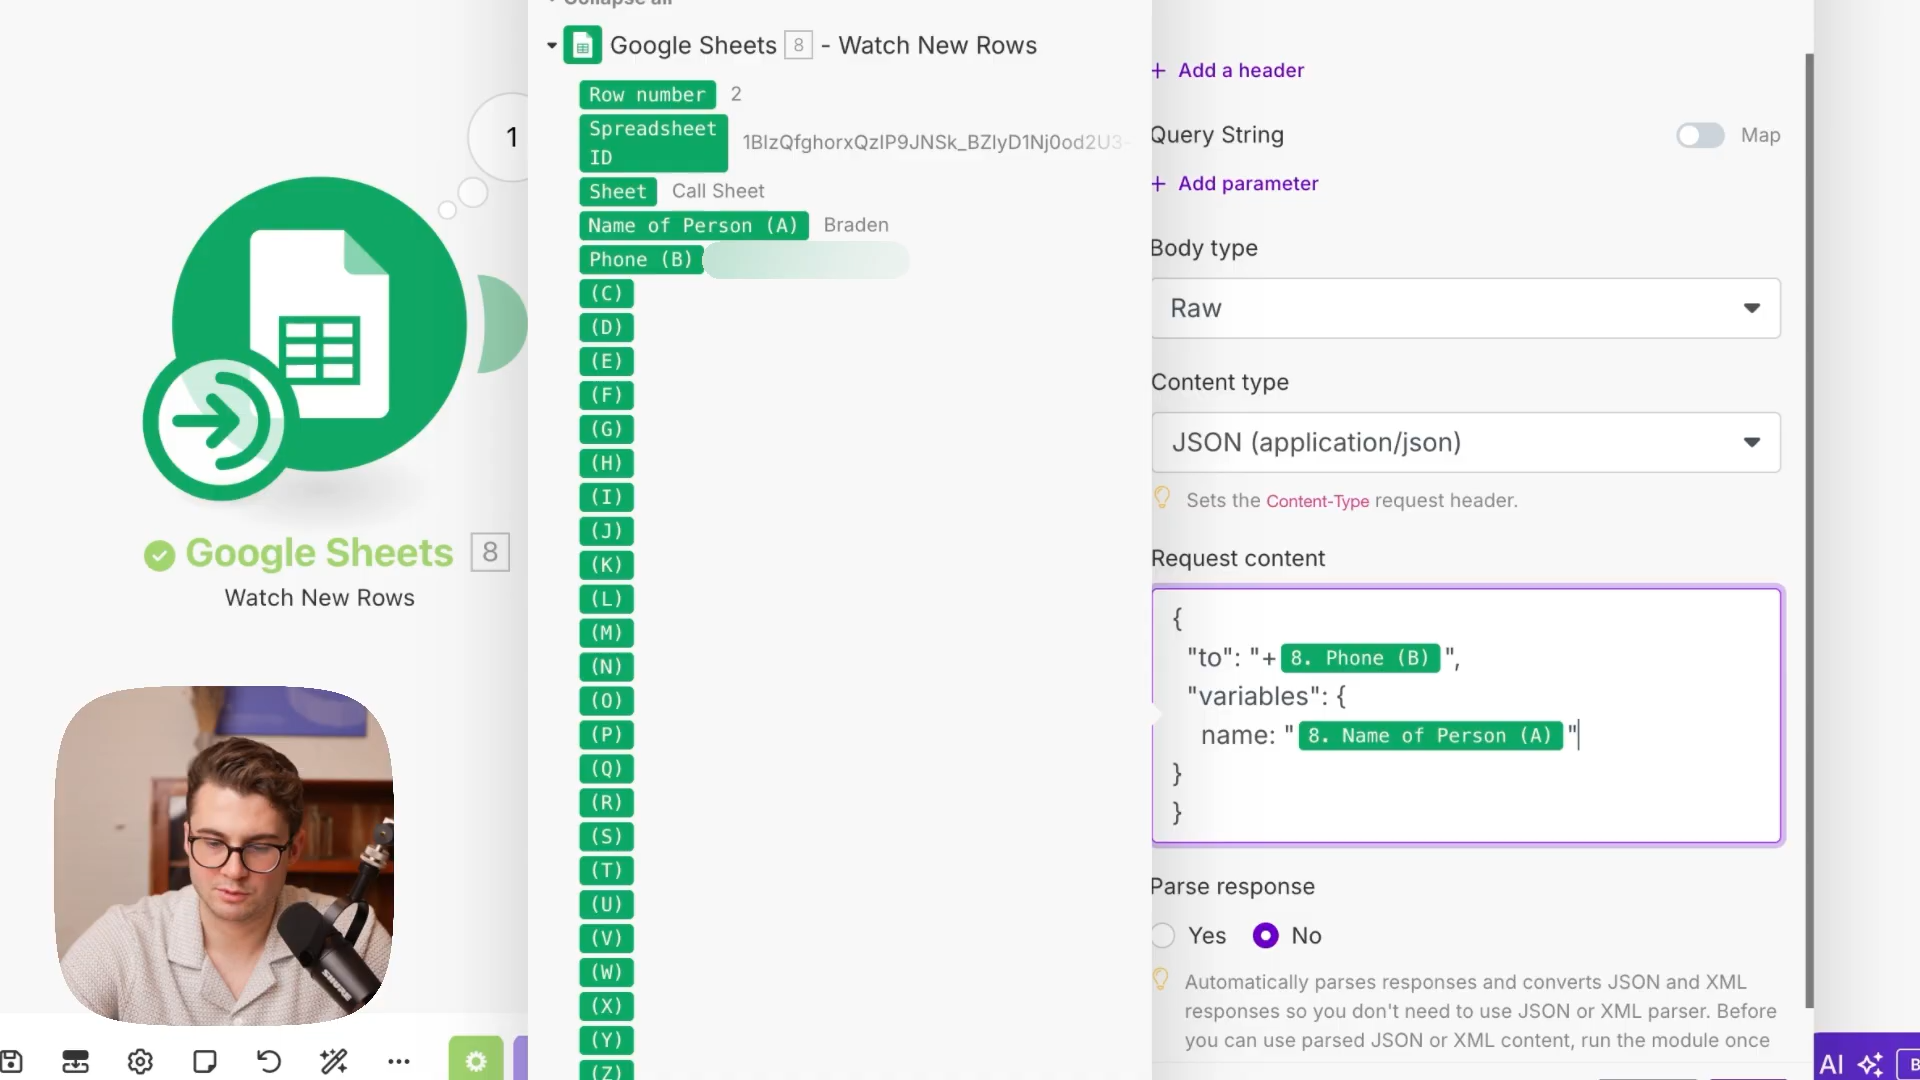 Collapse all
Google Sheets 8 - Watch New Rows
Row number 2
Spreadsheet ID 1BIzQfghorxQzIP9JNSk_BZIyD1Nj0od2U3-
Sheet Call Sheet
Name of Person (A) Braden
Phone (B)
(C)
(D)
(E)
(F)
(G)
(H)
(I)
(J)
(K)
(L)
(M)
(N)
(O)
(P)
(Q)
(R)
(S)
(T)
(U)
(V)
(W)
(X)
(Y)
(Z)
1
Google Sheets 8
Watch New Rows
SHURE
+ Add a header
Query String
Map
+ Add parameter
Body type
Raw
Content type
JSON (application/json)
Sets the Content-Type request header.
Request content
{
"to": "+ 8. Phone (B) ",
"variables": {
name: " 8. Name of Person (A) "
}
}
Parse response
Yes No
Automatically parses responses and converts JSON and XML
responses so you don't need to use JSON or XML parser. Before
you can use parsed JSON or XML content, run the module once
AI